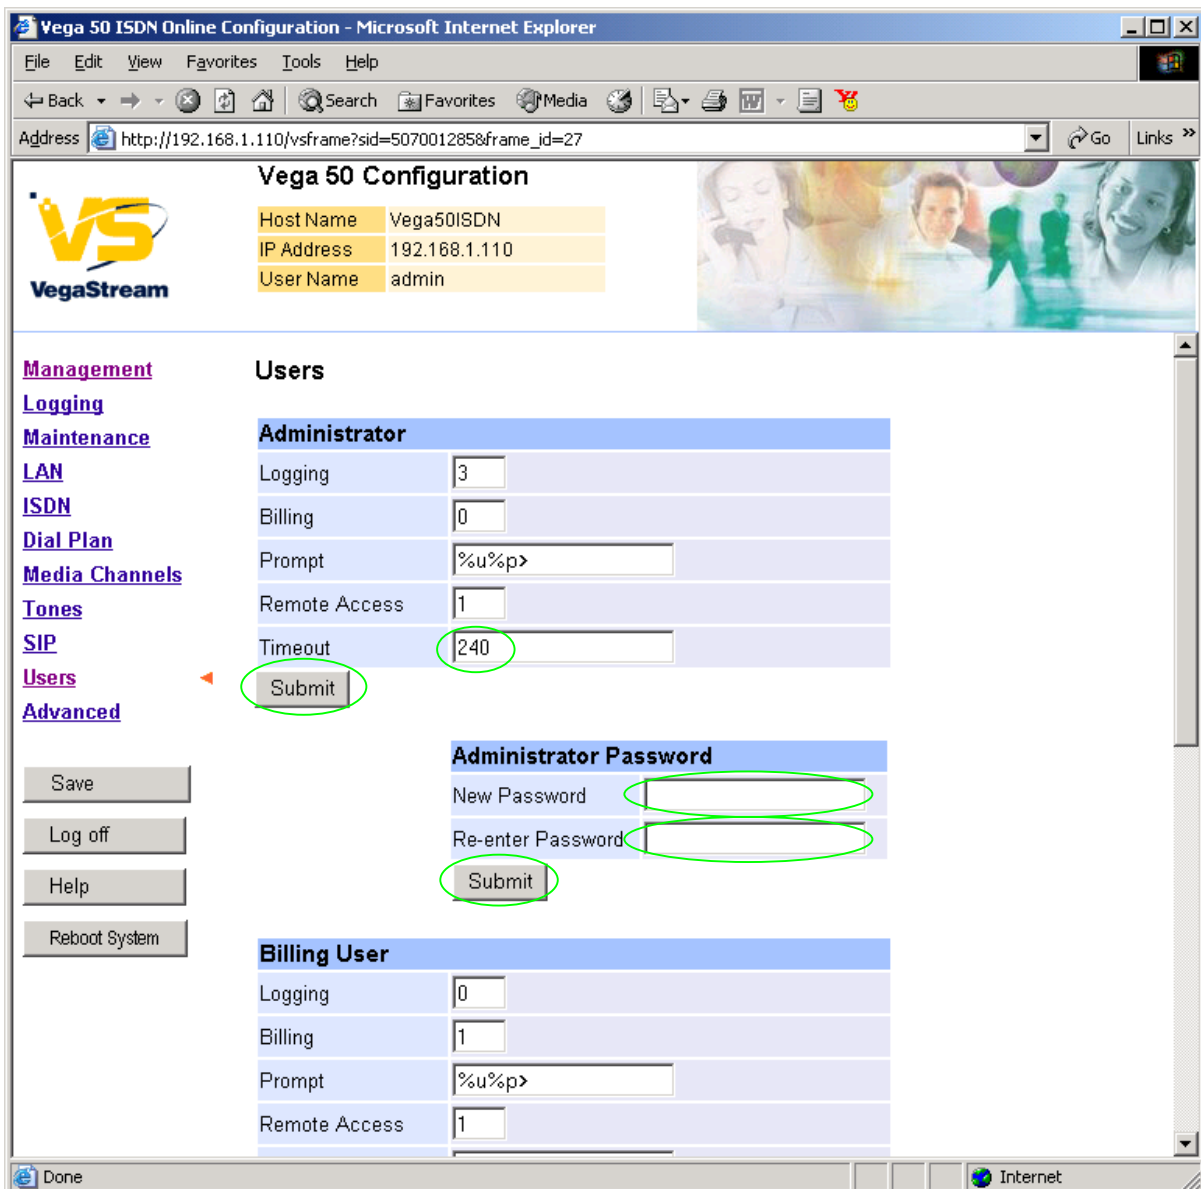 Vega 50 ISDN Online Configuration - Microsoft Internet Explorer
File Edit View Favorites Tools Help
Back Search Favorites Media
Address http://192.168.1.110/vsframe?sid=507001285&frame_id=27 Go Links »
VS
VegaStream
Vega 50 Configuration
Host Name Vega50ISDN
IP Address 192.168.1.110
User Name admin
Management
Logging
Maintenance
LAN
ISDN
Dial Plan
Media Channels
Tones
SIP
Users
Advanced
Save
Log off
Help
Reboot System
Users
Administrator
Logging 3
Billing 0
Prompt %u%p>
Remote Access 1
Timeout 240
Submit
Administrator Password
New Password
Re-enter Password
Submit
Billing User
Logging 0
Billing 1
Prompt %u%p>
Remote Access 1
Done Internet